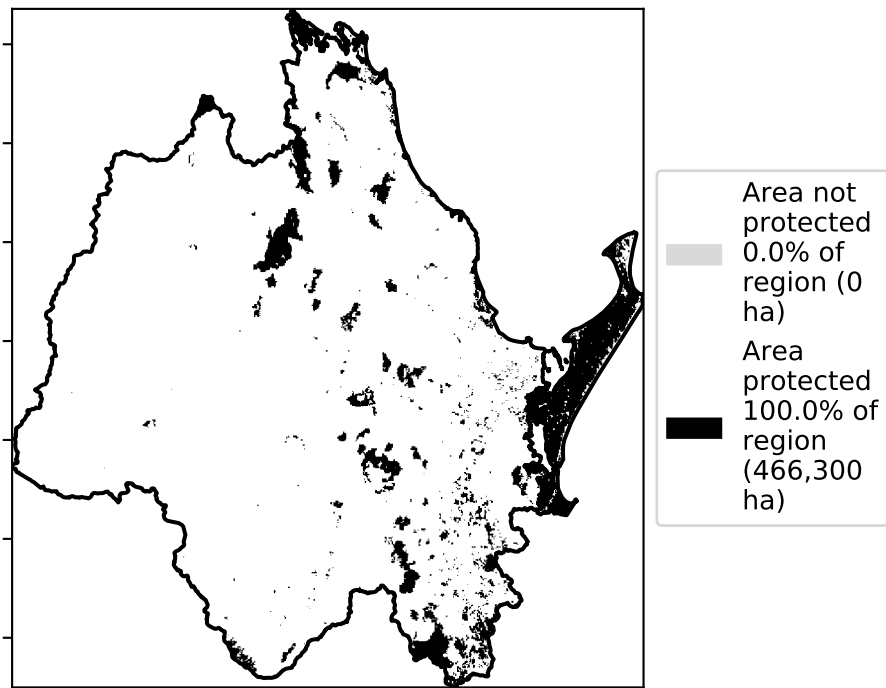 Area not
protected
0.0% of
region (0
ha)
Area
protected
100.0% of
region
(466,300
ha)